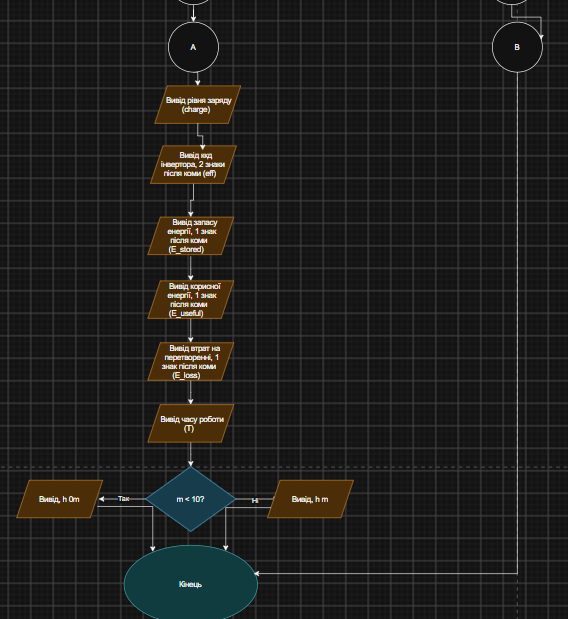 A
B
Вивід рівня заряду
(charge)
Вивід ккд
інвертора, 2 знаки
після коми (eff)
Вивід запасу
енергії, 1 знак
після коми
(E_stored)
Вивід корисної
енергії, 1 знак
після коми
(E_useful)
Вивід втрат на
перетворенні, 1
знак після коми
(E_loss)
Вивід часу роботи
(T)
Вивід, h 0m
Так
m < 10?
Ні
Вивід, h m
Кінець